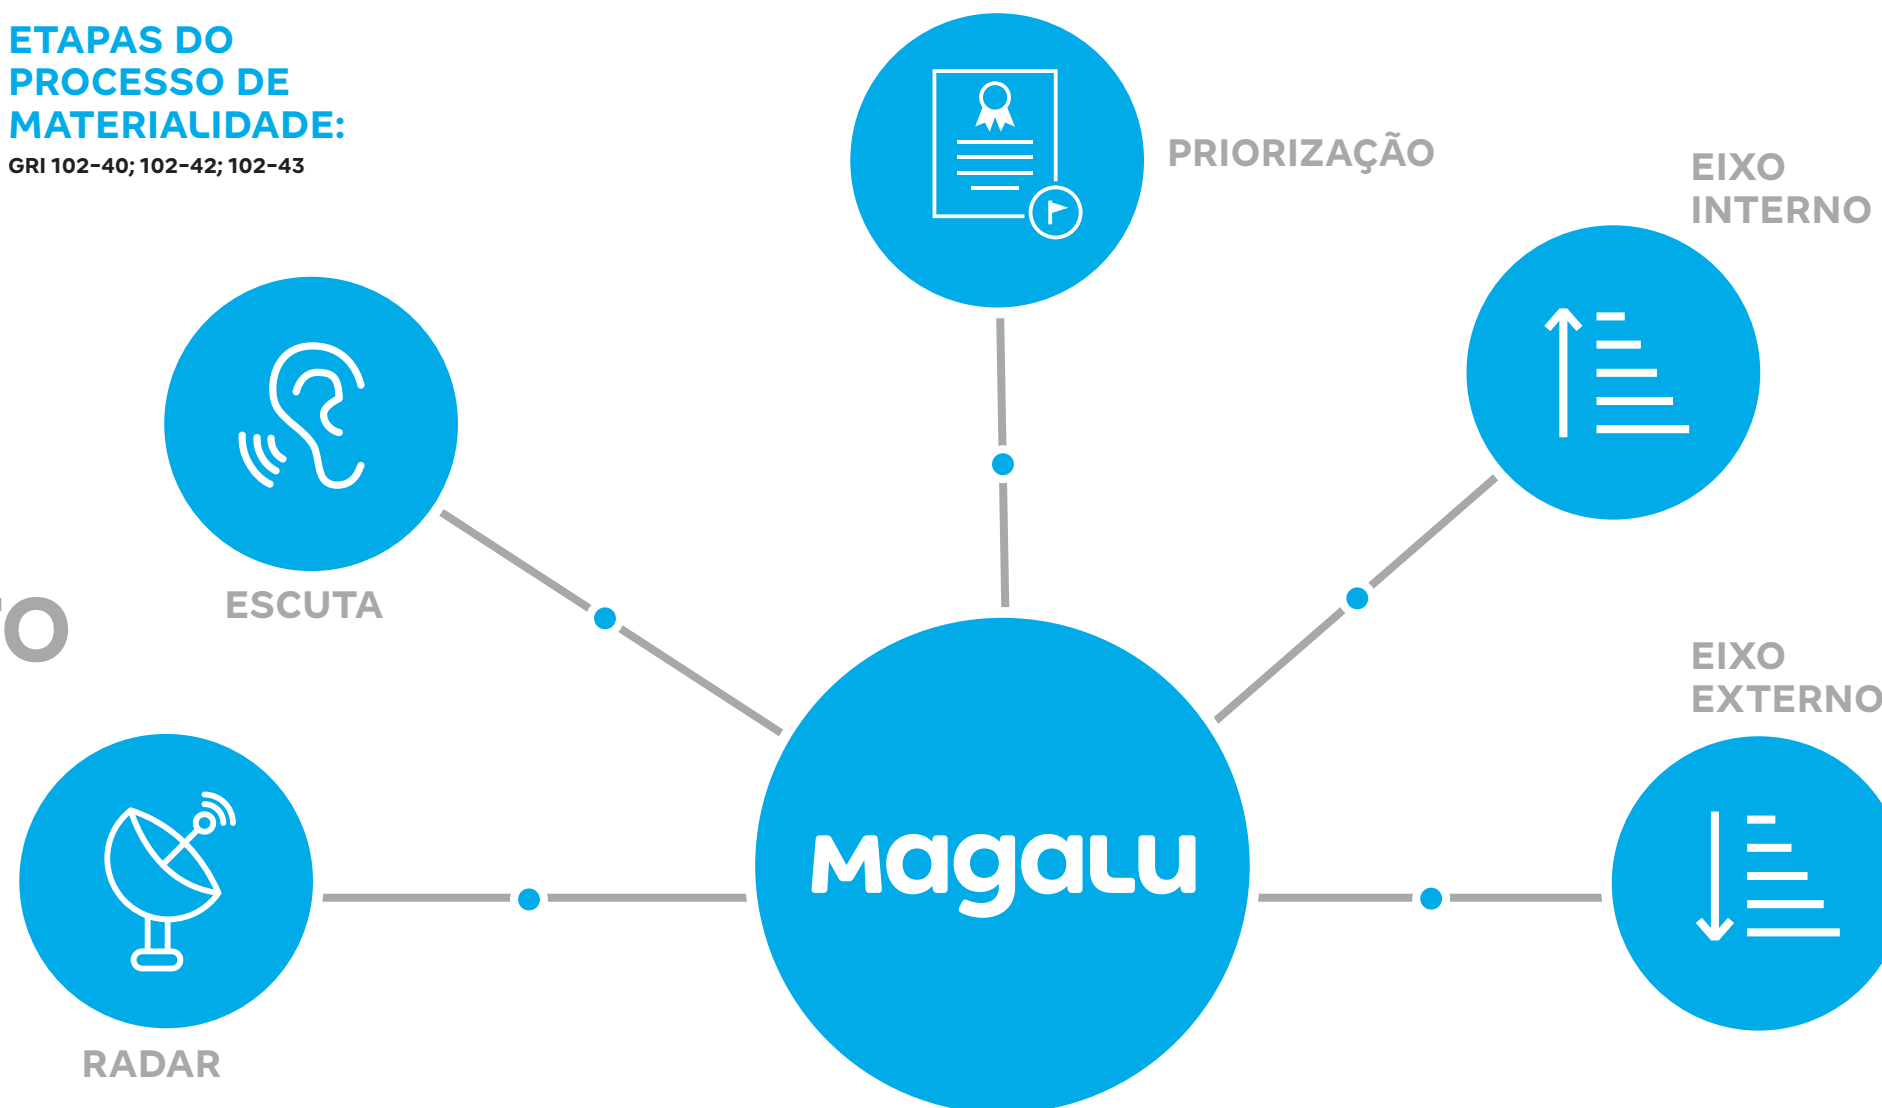 ETAPAS DO
PROCESSO DE
MATERIALIDADE:
GRI 102-40; 102-42; 102-43
PRIORIZAÇÃO
EIXO
INTERNO
ESCUTA
EIXO
EXTERNO
Magalu
RADAR